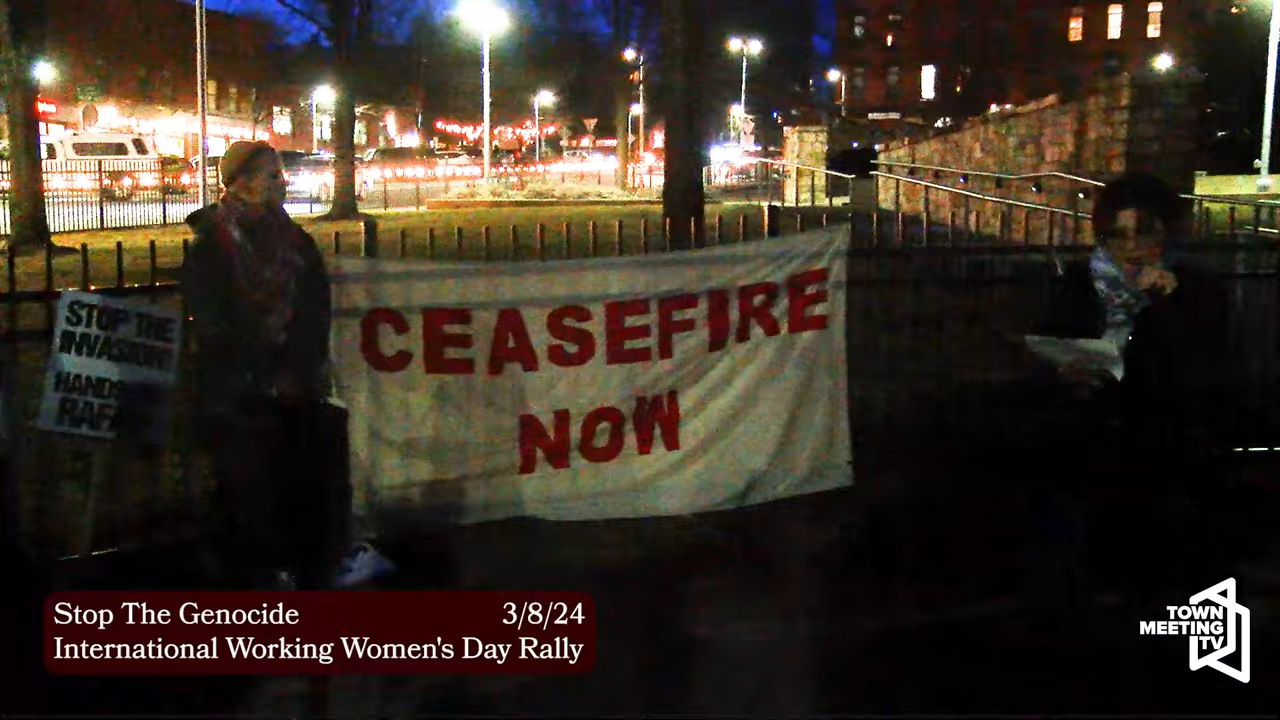 STOP THE
INVASION!
HANDS
CEASEFIRE
NOW
Stop The Genocide 3/8/24
International Working Women's Day Rally
TOWN
MEETING
TV